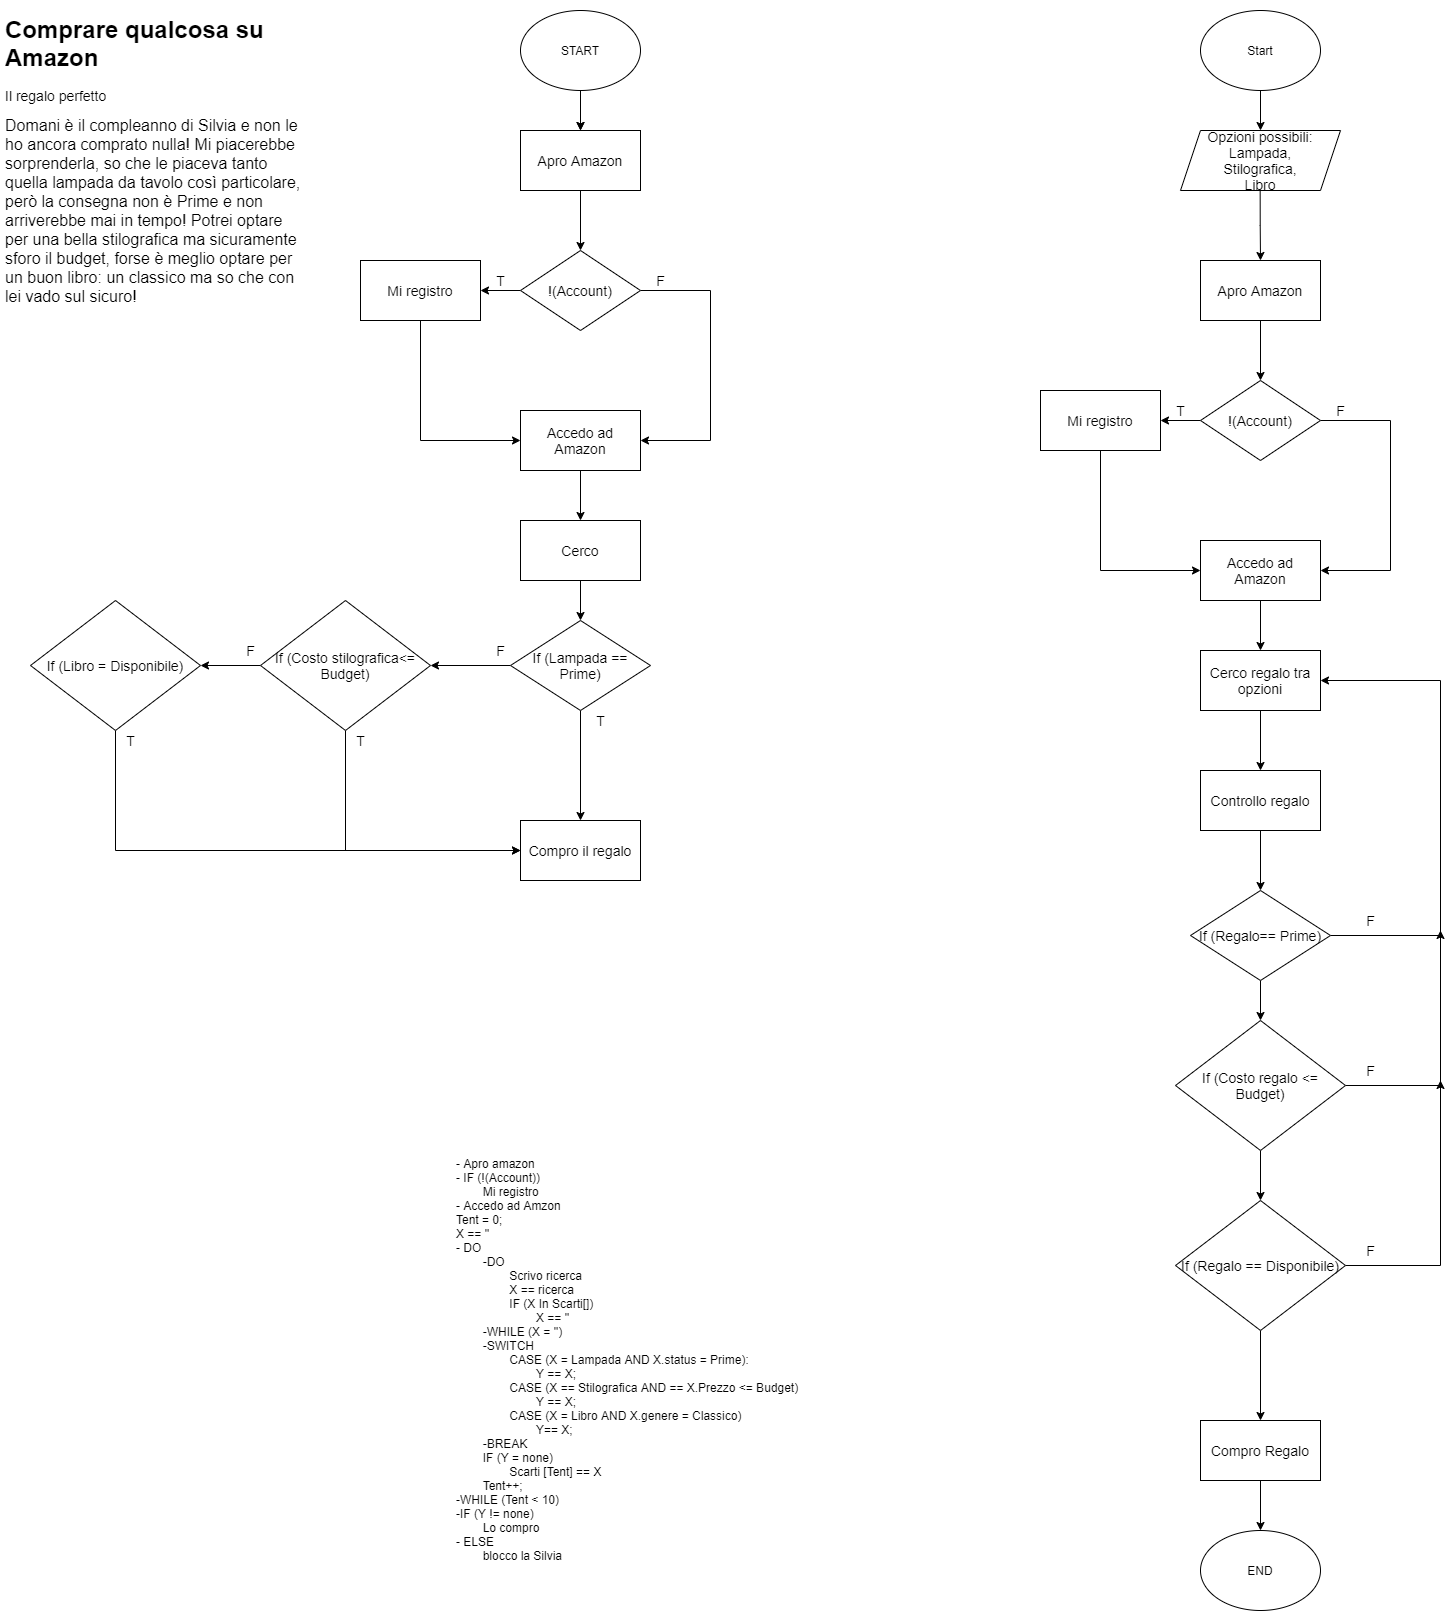 Comprare qualcosa su
Amazon
Il regalo perfetto
Domani è il compleanno di Silvia e non le
ho ancora comprato nulla! Mi piacerebbe
sorprenderla, so che le piaceva tanto
quella lampada da tavolo così particolare,
però la consegna non è Prime e non
arriverebbe mai in tempo! Potrei optare
per una bella stilografica ma sicuramente
sforo il budget, forse è meglio optare per
un buon libro: un classico ma so che con
lei vado sul sicuro!
START
Apro Amazon
!(Account)
T
F
Mi registro
Accedo ad
Amazon
Cerco
If (Lampada ==
Prime)
F
T
If (Costo stilografica<=
Budget)
F
T
If (Libro = Disponibile)
T
Compro il regalo
- Apro amazon
- IF (!(Account))
Mi registro
- Accedo ad Amzon
Tent = 0;
X == "
- DO
-DO
Scrivo ricerca
X == ricerca
IF (X In Scarti[])
X == "
-WHILE (X = ")
-SWITCH
CASE (X = Lampada AND X.status = Prime):
Y == X;
CASE (X == Stilografica AND == X.Prezzo <= Budget)
Y == X;
CASE (X = Libro AND X.genere = Classico)
Y== X;
-BREAK
IF (Y = none)
Scarti [Tent] == X
Tent++;
-WHILE (Tent < 10)
-IF (Y != none)
Lo compro
- ELSE
blocco la Silvia
Start
Opzioni possibili:
Lampada,
Stilografica,
Libro
Apro Amazon
!(Account)
T
F
Mi registro
Accedo ad
Amazon
Cerco regalo tra
opzioni
Controllo regalo
If (Regalo== Prime)
F
If (Costo regalo <=
Budget)
F
If (Regalo == Disponibile)
F
Compro Regalo
END